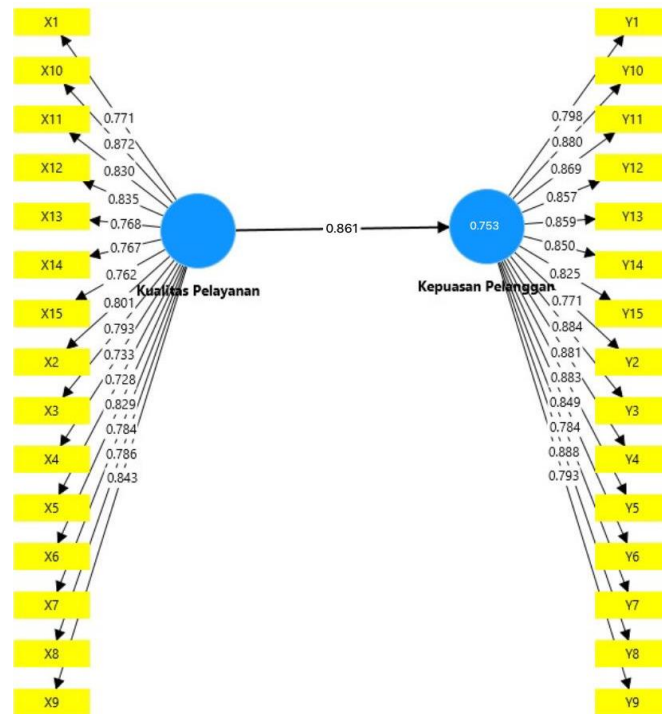 X1
X10
X11
X12
X13
X14
X15
X2
X3
X4
X5
X6
X7
X8
X9
0.771
0.872
0.830
0.835
0.768
0.767
0.762
0.801
0.793
0.733
0.728
0.829
0.784
0.786
0.843
Kualitas Pelayanan
0.861
0.753
Kepuasan Pelanggan
0.798
0.880
0.869
0.857
0.859
0.850
0.825
0.771
0.884
0.881
0.883
0.849
0.784
0.888
0.793
Y1
Y10
Y11
Y12
Y13
Y14
Y15
Y2
Y3
Y4
Y5
Y6
Y7
Y8
Y9